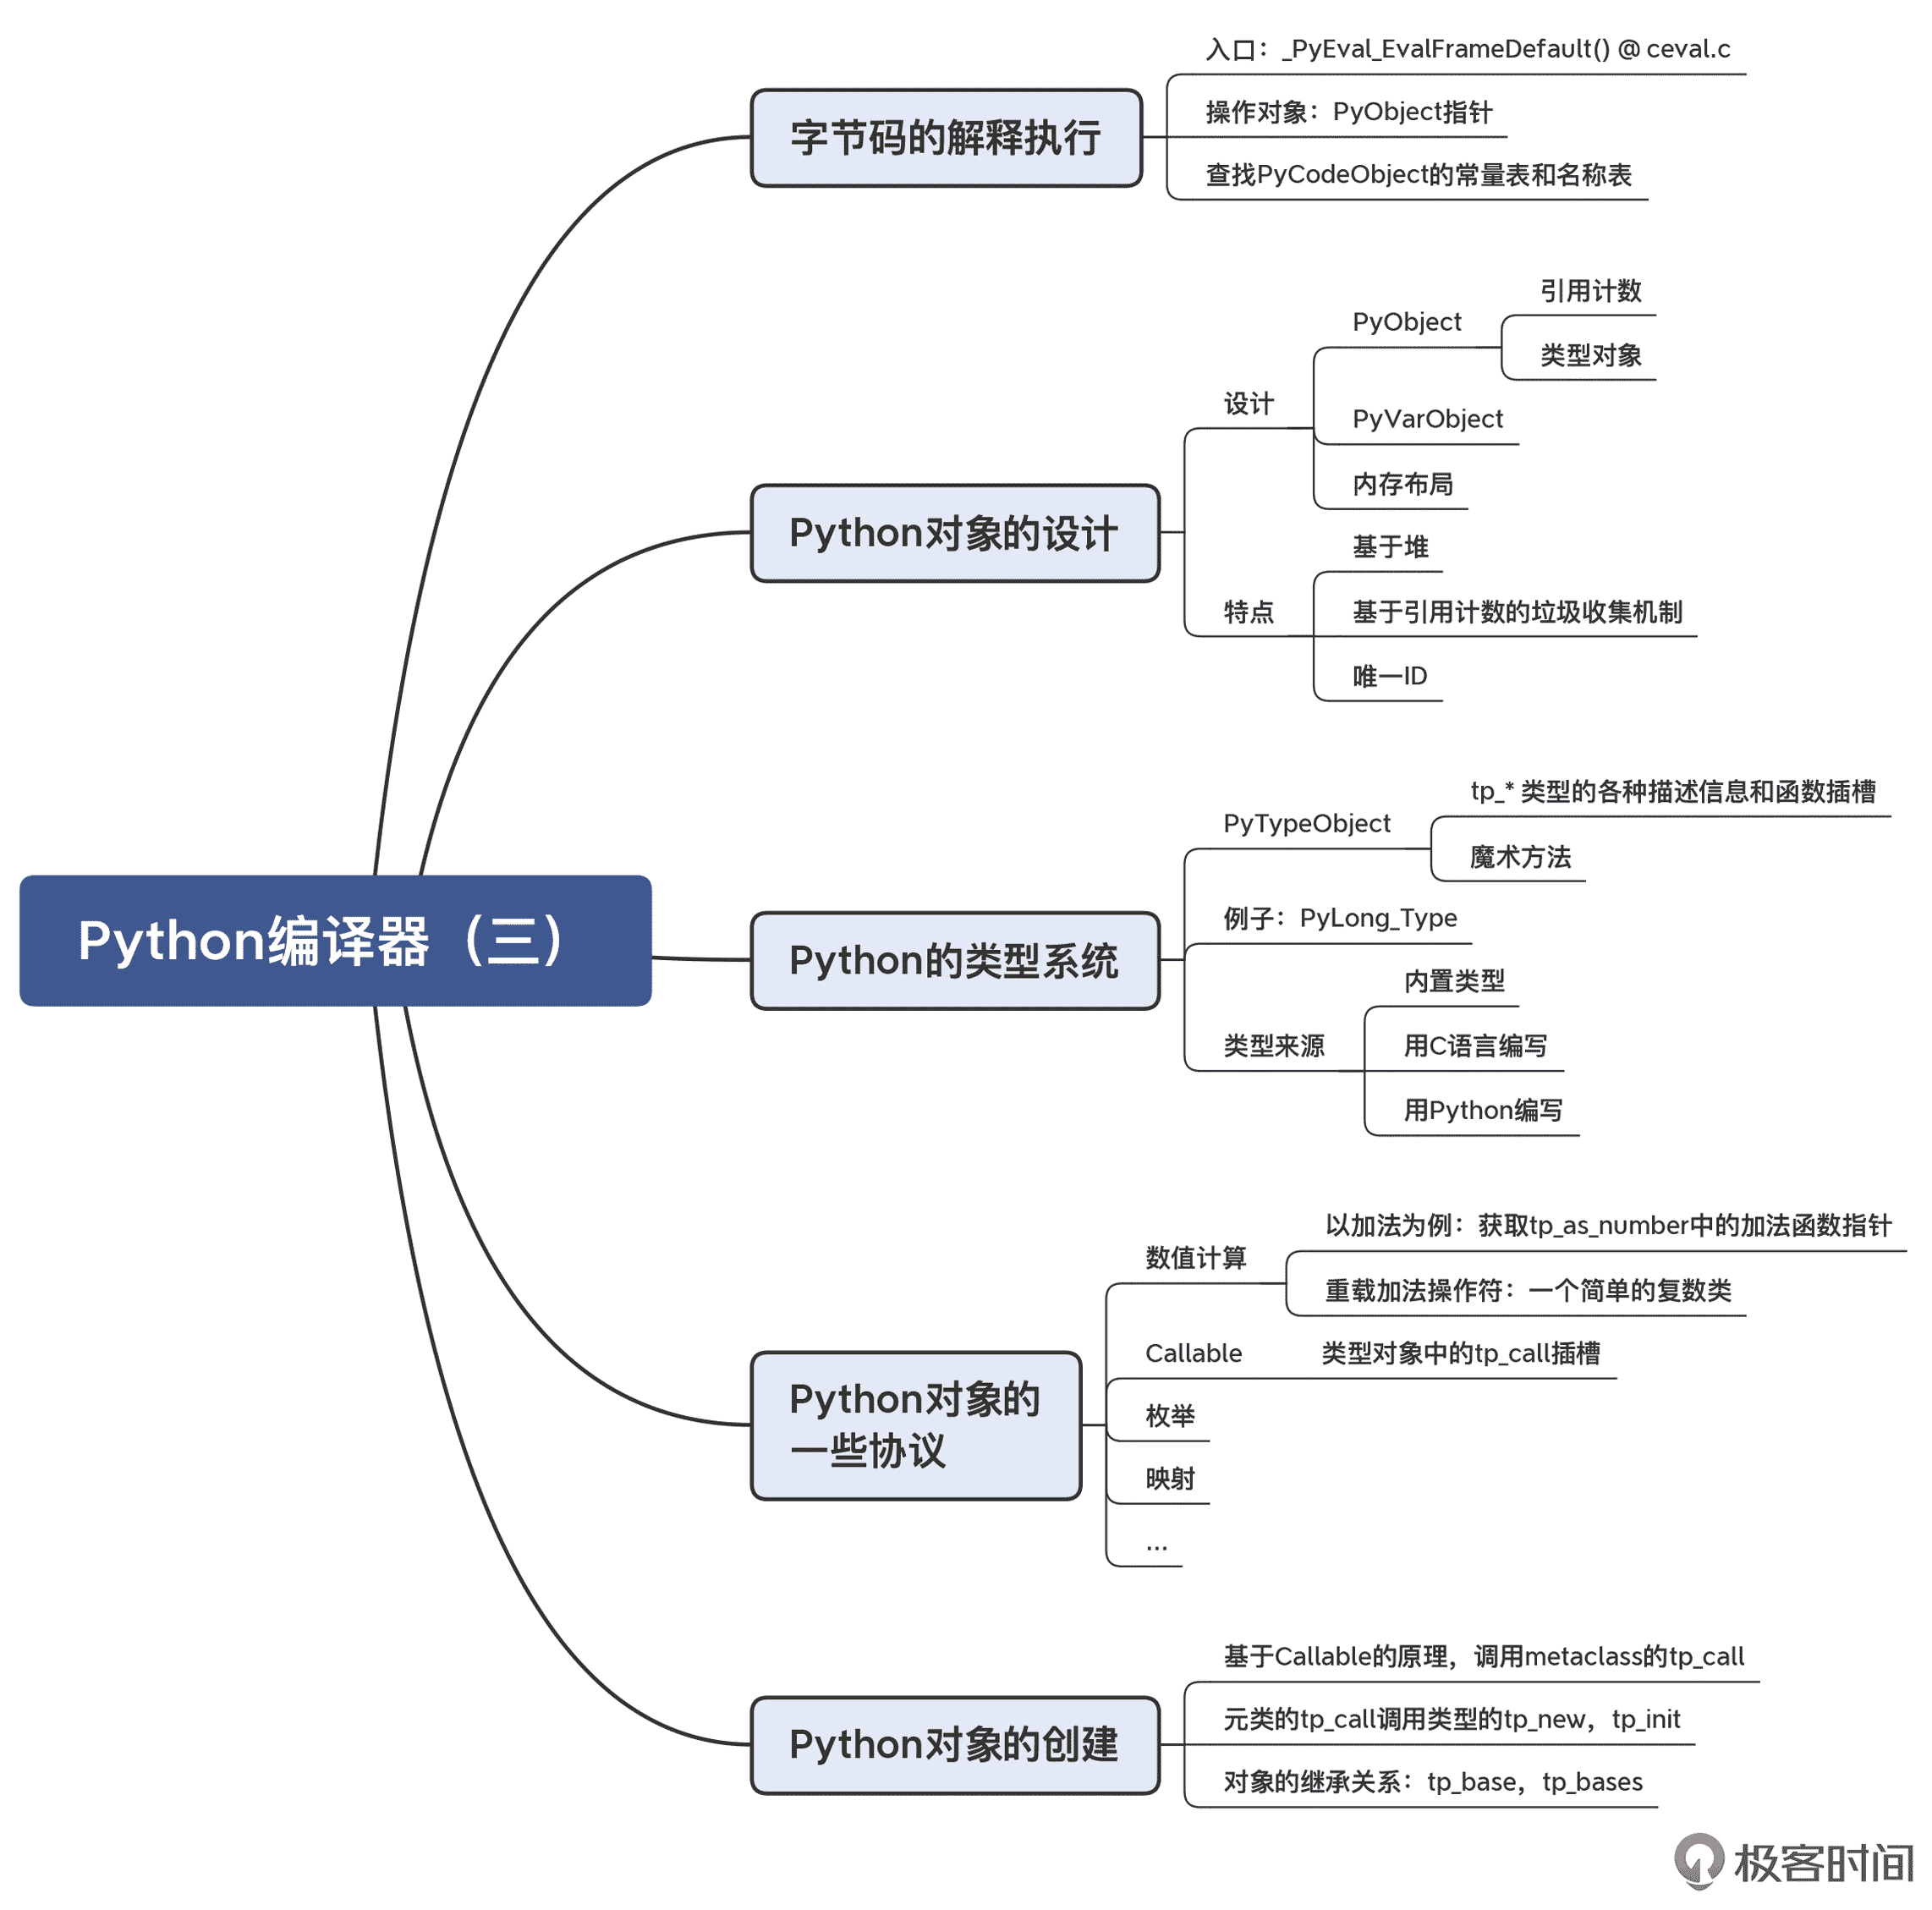 Python编译器（三）
字节码的解释执行
入口：_PyEval_EvalFrameDefault() @ ceval.c
操作对象：PyObject指针
查找PyCodeObject的常量表和名称表
Python对象的设计
设计
PyObject
引用计数
类型对象
PyVarObject
内存布局
特点
基于堆
基于引用计数的垃圾收集机制
唯一ID
Python的类型系统
PyTypeObject
tp_* 类型的各种描述信息和函数插槽
魔术方法
例子：PyLong_Type
类型来源
内置类型
用C语言编写
用Python编写
Python对象的
一些协议
数值计算
以加法为例：获取tp_as_number中的加法函数指针
重载加法操作符：一个简单的复数类
Callable
类型对象中的tp_call插槽
枚举
映射
...
Python对象的创建
基于Callable的原理，调用metaclass的tp_call
元类的tp_call调用类型的tp_new，tp_init
对象的继承关系：tp_base，tp_bases
极客时间